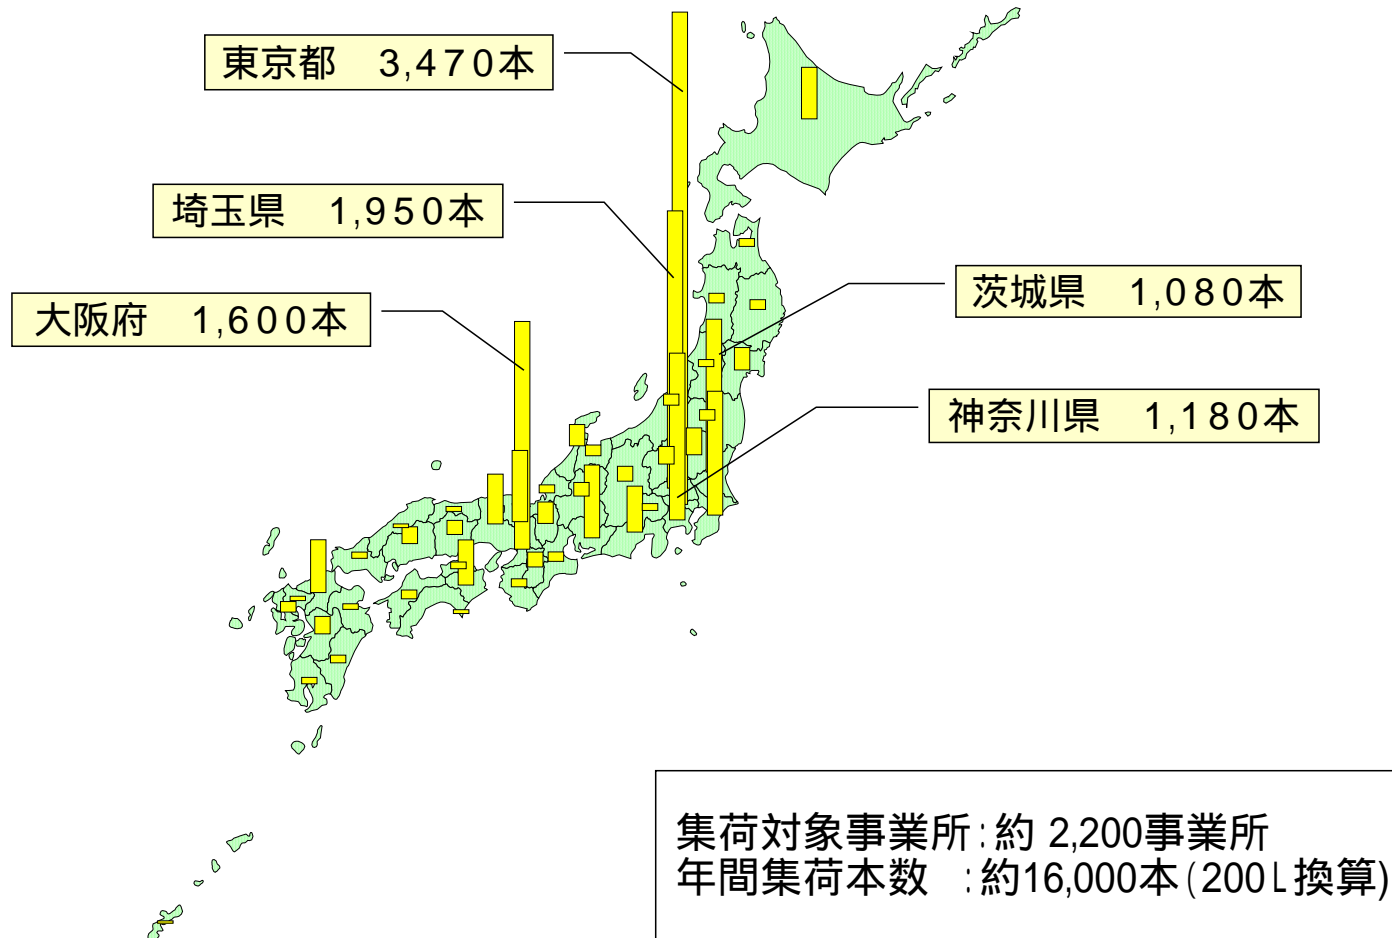 東京都　3,470本
埼玉県　1,950本
大阪府　1,600本
茨城県　1,080本
神奈川県　1,180本
集荷対象事業所：約 2,200事業所
年間集荷本数　：約16,000本(200L換算)